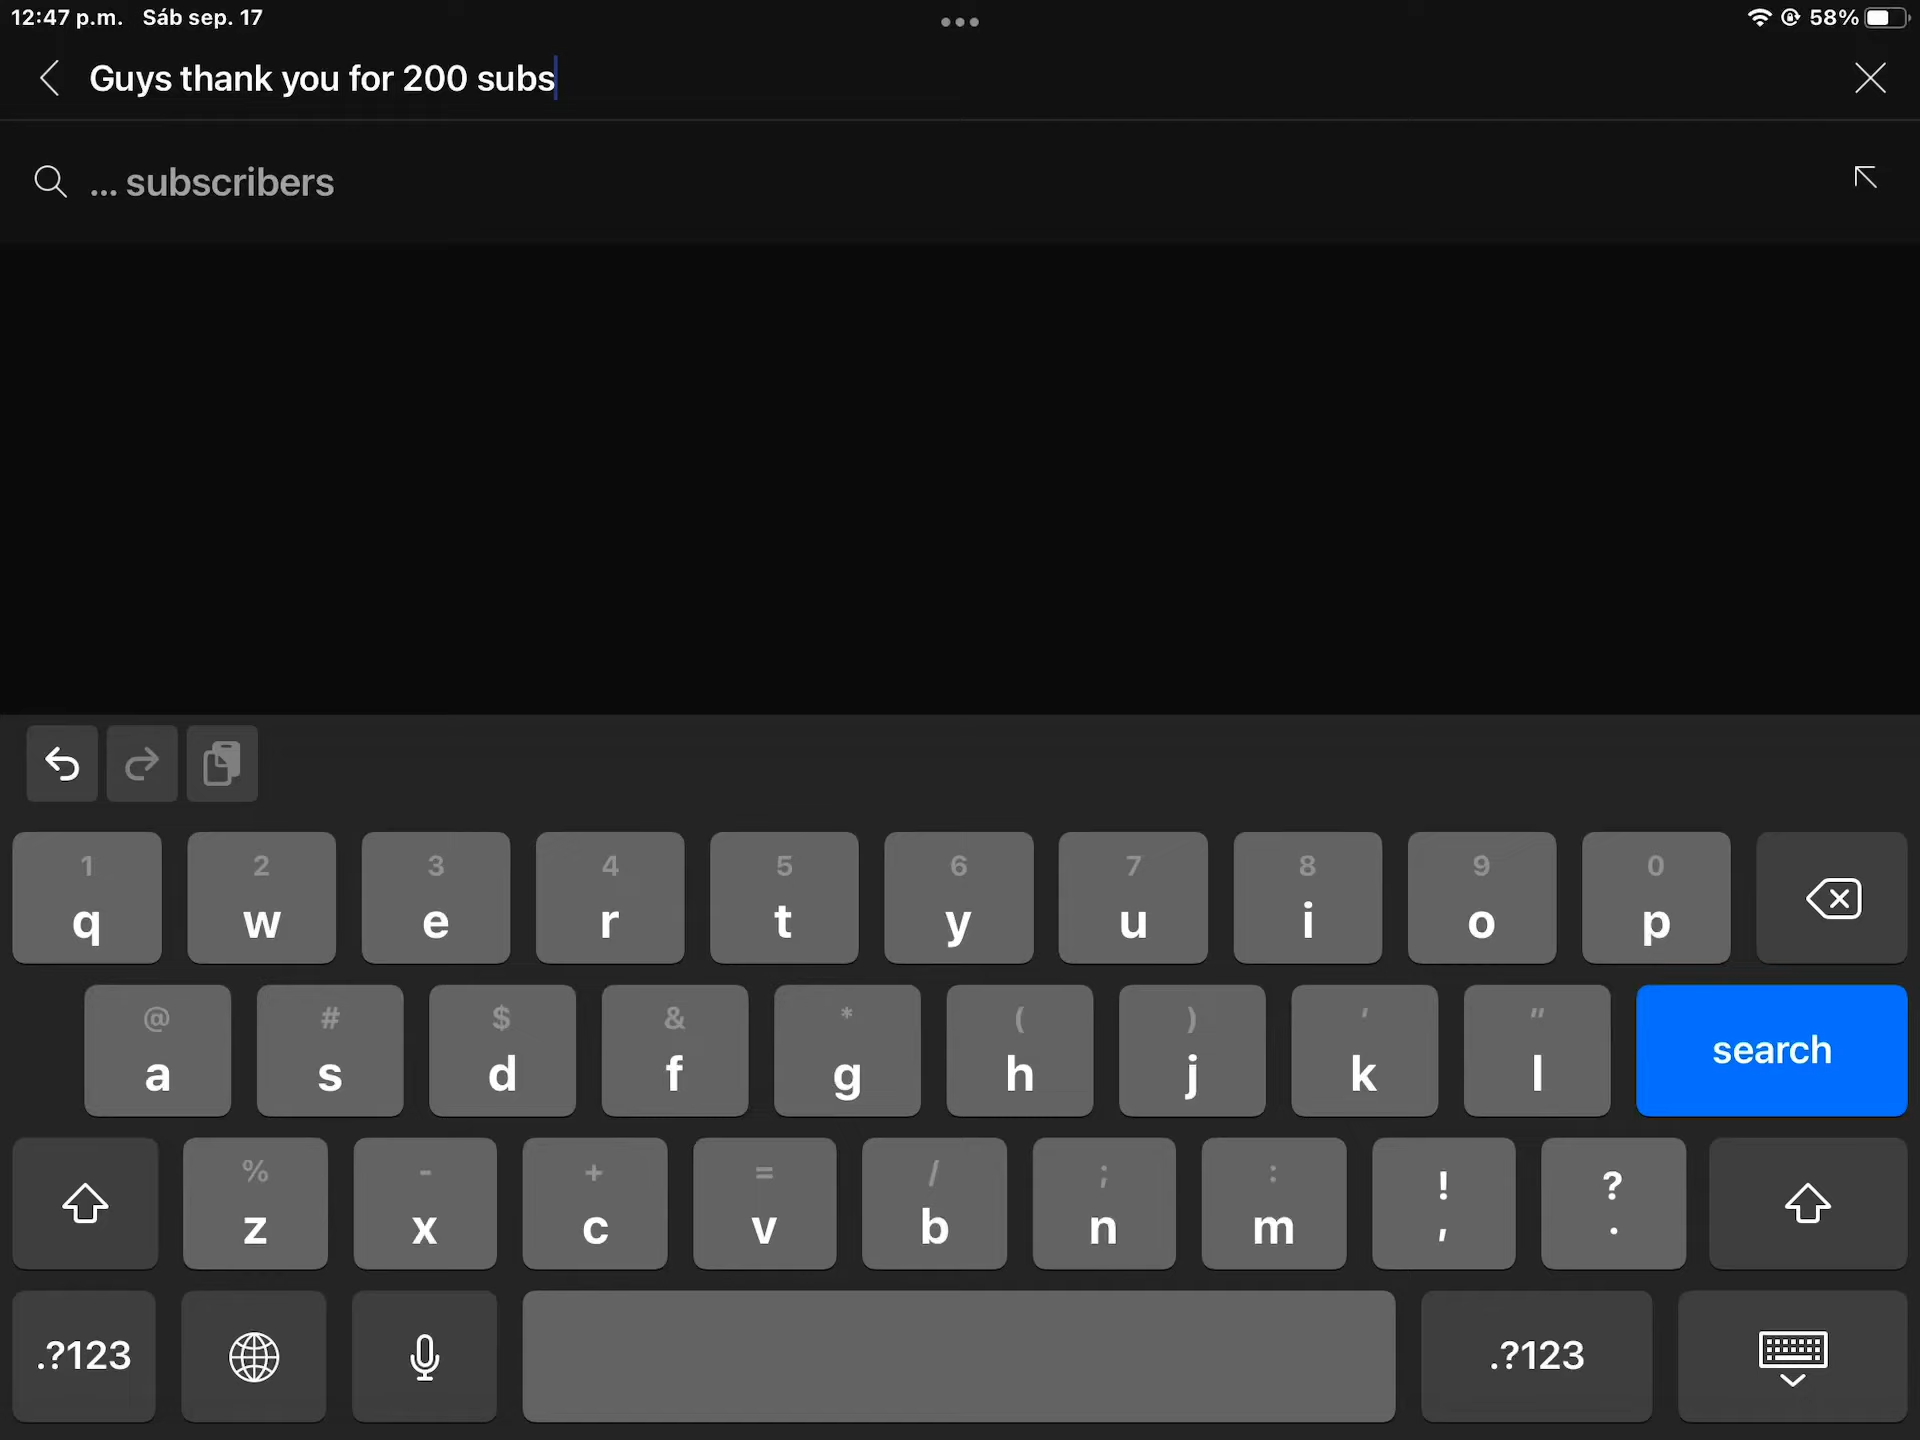 12:47 p.m. Sáb sep. 17
58%
Guys thank you for 200 subs
... subscribers
1 2 3 4 5 6 7 8 9 0
q w e r t y u i o p
@ # $ & * ( ) ' "
a s d f g h j k l search
% - + = / ; : ! ?
z x c v b n m , .
.?123 .?123